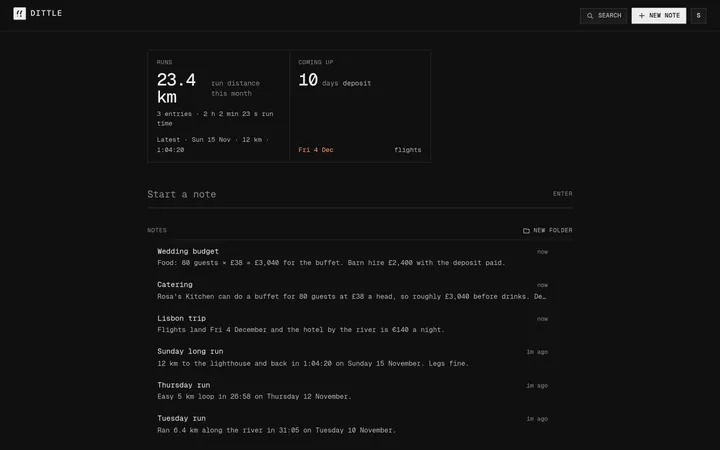 DITTLE
SEARCH
NEW NOTE
S
RUNS
23.4 km
run distance this month
3 entries · 2 h 2 min 23 s run time
Latest · Sun 15 Nov · 12 km · 1:04:20
COMING UP
10 days deposit
Fri 4 Dec
flights
Start a note
ENTER
NOTES
NEW FOLDER
Wedding budget
now
Food: 80 guests × £38 = £3,040 for the buffet. Barn hire £2,400 with the deposit paid.
Catering
now
Rosa's Kitchen can do a buffet for 80 guests at £38 a head, so roughly £3,040 before drinks. De…
Lisbon trip
now
Flights land Fri 4 December and the hotel by the river is €140 a night.
Sunday long run
1m ago
12 km to the lighthouse and back in 1:04:20 on Sunday 15 November. Legs fine.
Thursday run
1m ago
Easy 5 km loop in 26:58 on Thursday 12 November.
Tuesday run
1m ago
Ran 6.4 km along the river in 31:05 on Tuesday 10 November.